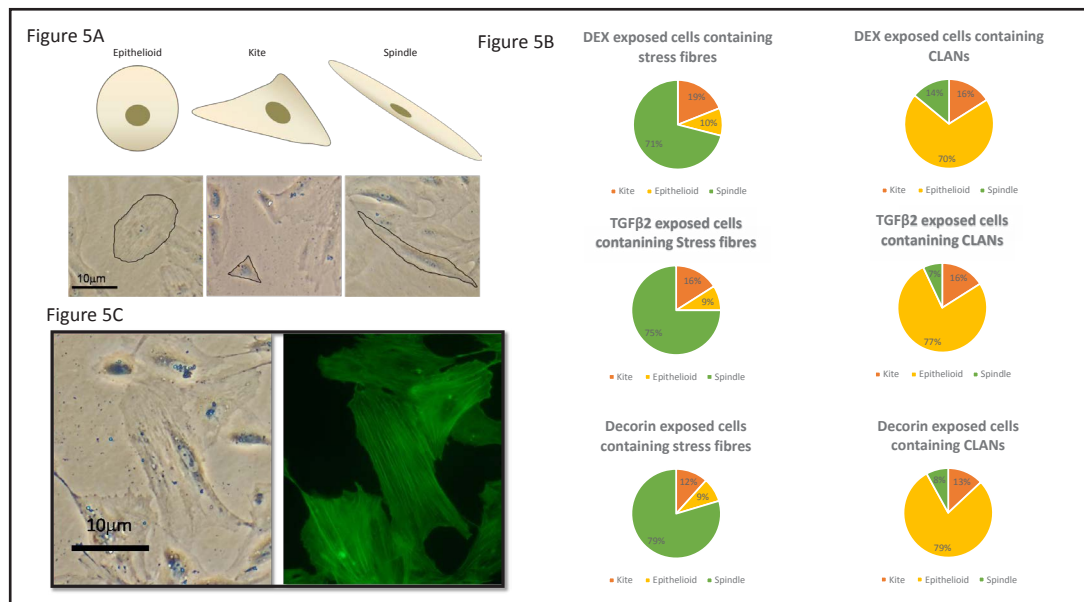 Figure 5A
Epithelioid
Kite
Spindle
10µm
Figure 5B
DEX exposed cells containing
stress fibres
19%
10%
71%
Kite
Epithelioid
Spindle
DEX exposed cells containing
CLANs
14%
16%
70%
Kite
Epithelioid
Spindle
TGFβ2 exposed cells
contanining Stress fibres
16%
9%
75%
Kite
Epithelioid
Spindle
TGFβ2 exposed cells
contanining CLANs
7%
16%
77%
Kite
Epithelioid
Spindle
Decorin exposed cells
containing stress fibres
12%
9%
79%
Kite
Epithelioid
Spindle
Decorin exposed cells
containing CLANs
8%
13%
79%
Kite
Epithelioid
Spindle
Figure 5C
10µm